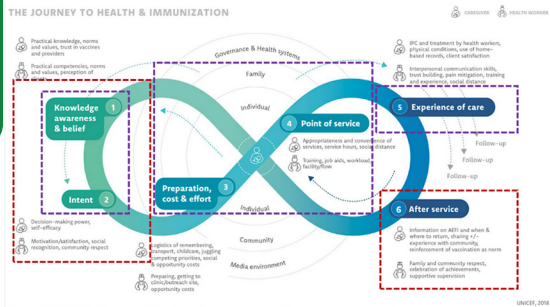 THE JOURNEY TO HEALTH & IMMUNIZATION
CAREGIVER
HEALTH WORKER
Practical knowledge, norms
and values, trust in vaccines
and providers
Practical competencies, norms
and values, perception of
Knowledge
awareness
& belief
1
Intent
2
Decision-making power,
self-efficacy
Motivation/satisfaction, social
recognition, community respect
Governance & Health systems
Family
Individual
4
Point of service
Appropriateness and convenience of
services, service hours, social distance
Training, job aids, workload,
facility/flow
Preparation,
cost & effort
3
Individual
Community
Media environment
Logistics of remembering,
transport, childcare, juggling
competing priorities, social
& opportunity costs
Preparing, getting to
clinic/outreach site,
opportunity costs
IPC and treatment by health workers,
physical conditions, use of home-
based records, client satisfaction
Interpersonal communication skills,
trust building, pain mitigation, training
and experience, social distance
5
Experience of care
Follow-up
Follow-up
Follow-up
6
After service
Information on AEFI and when &
where to return, sharing +/-
experience with community,
reinforcement of vaccination as norm
Family and community respect,
celebration of achievements,
supportive supervision
UNICEF, 2018